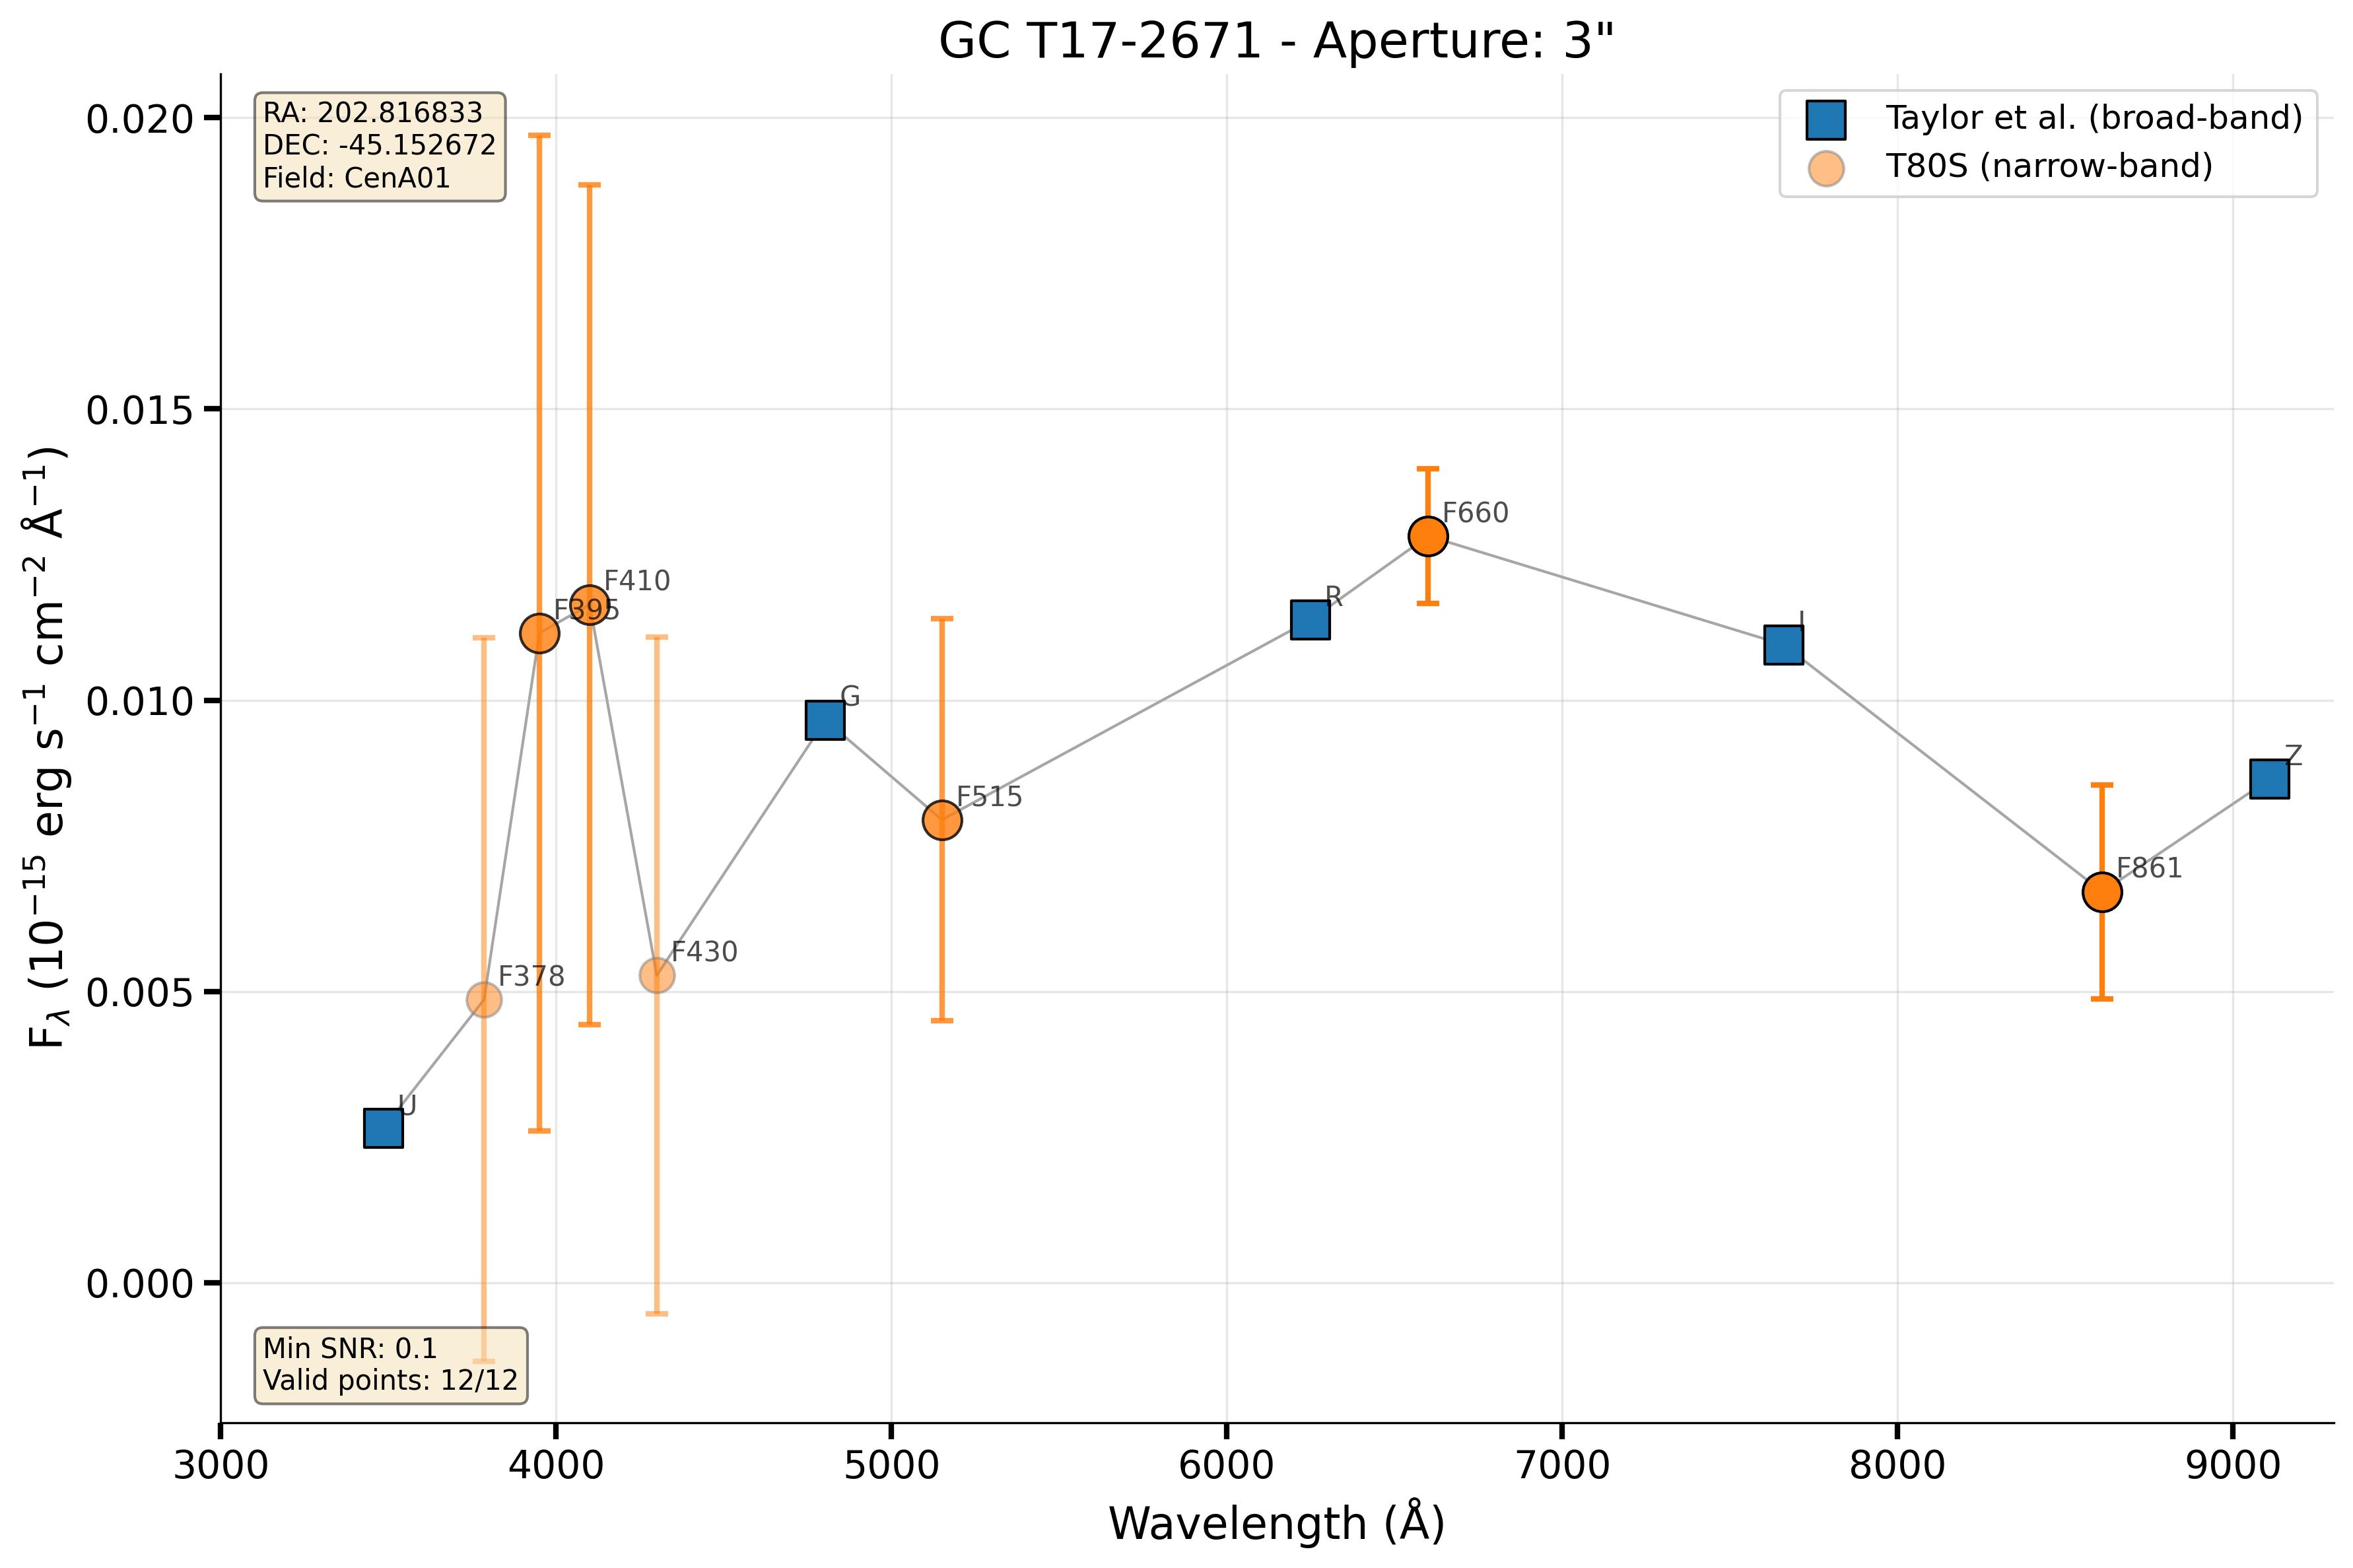 GC T17-2671 - Aperture: 3"
RA: 202.816833
DEC: -45.152672
Field: CenA01
Taylor et al. (broad-band)
T80S (narrow-band)
0.020
0.015
0.010
0.005
0.000
F_λ (10⁻¹⁵ erg s⁻¹ cm⁻² Å⁻¹)
U
F378
F395
F410
F430
G
F515
R
F660
I
F861
Z
Min SNR: 0.1
Valid points: 12/12
3000 4000 5000 6000 7000 8000 9000
Wavelength (Å)